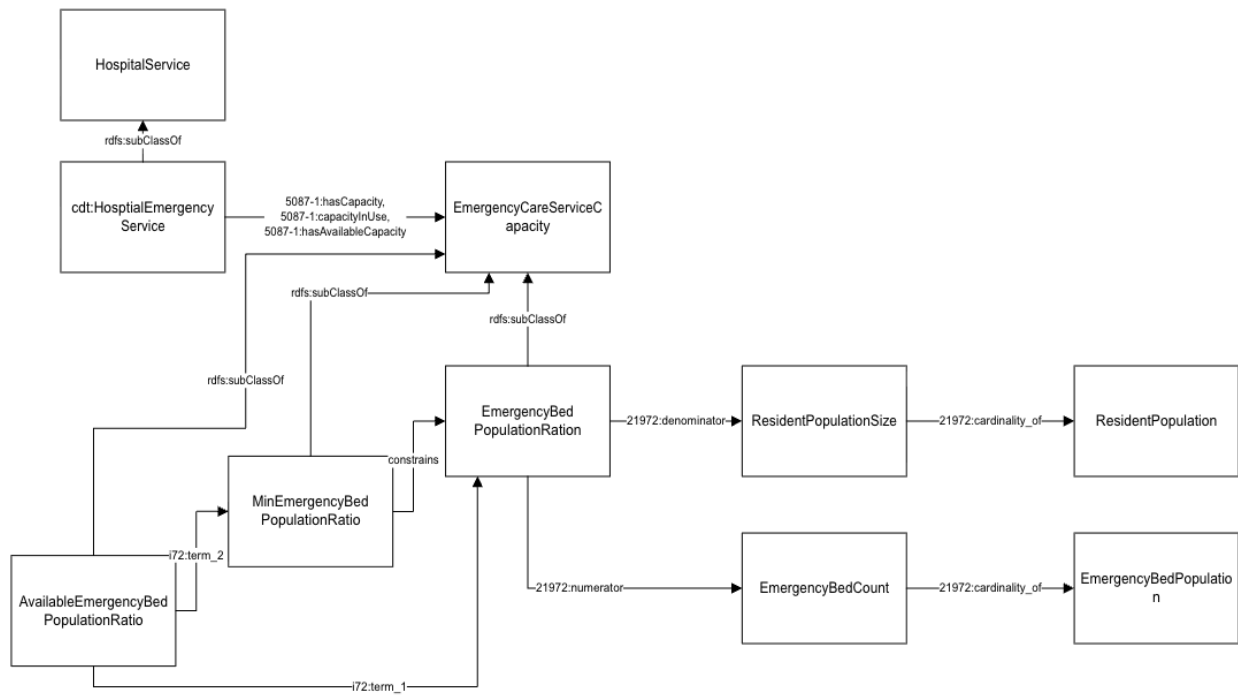 HospitalService
rdfs:subClassOf
cdt:HosptialEmergency
Service
5087-1:hasCapacity,
5087-1:capacityInUse,
5087-1:hasAvailableCapacity
EmergencyCareServiceC
apacity
rdfs:subClassOf
rdfs:subClassOf
rdfs:subClassOf
EmergencyBed
PopulationRation
21972:denominator
ResidentPopulationSize
21972:cardinality_of
ResidentPopulation
constrains
MinEmergencyBed
PopulationRatio
i72:term_2
AvailableEmergencyBed
PopulationRatio
21972:numerator
EmergencyBedCount
21972:cardinality_of
EmergencyBedPopulatio
n
i72:term_1